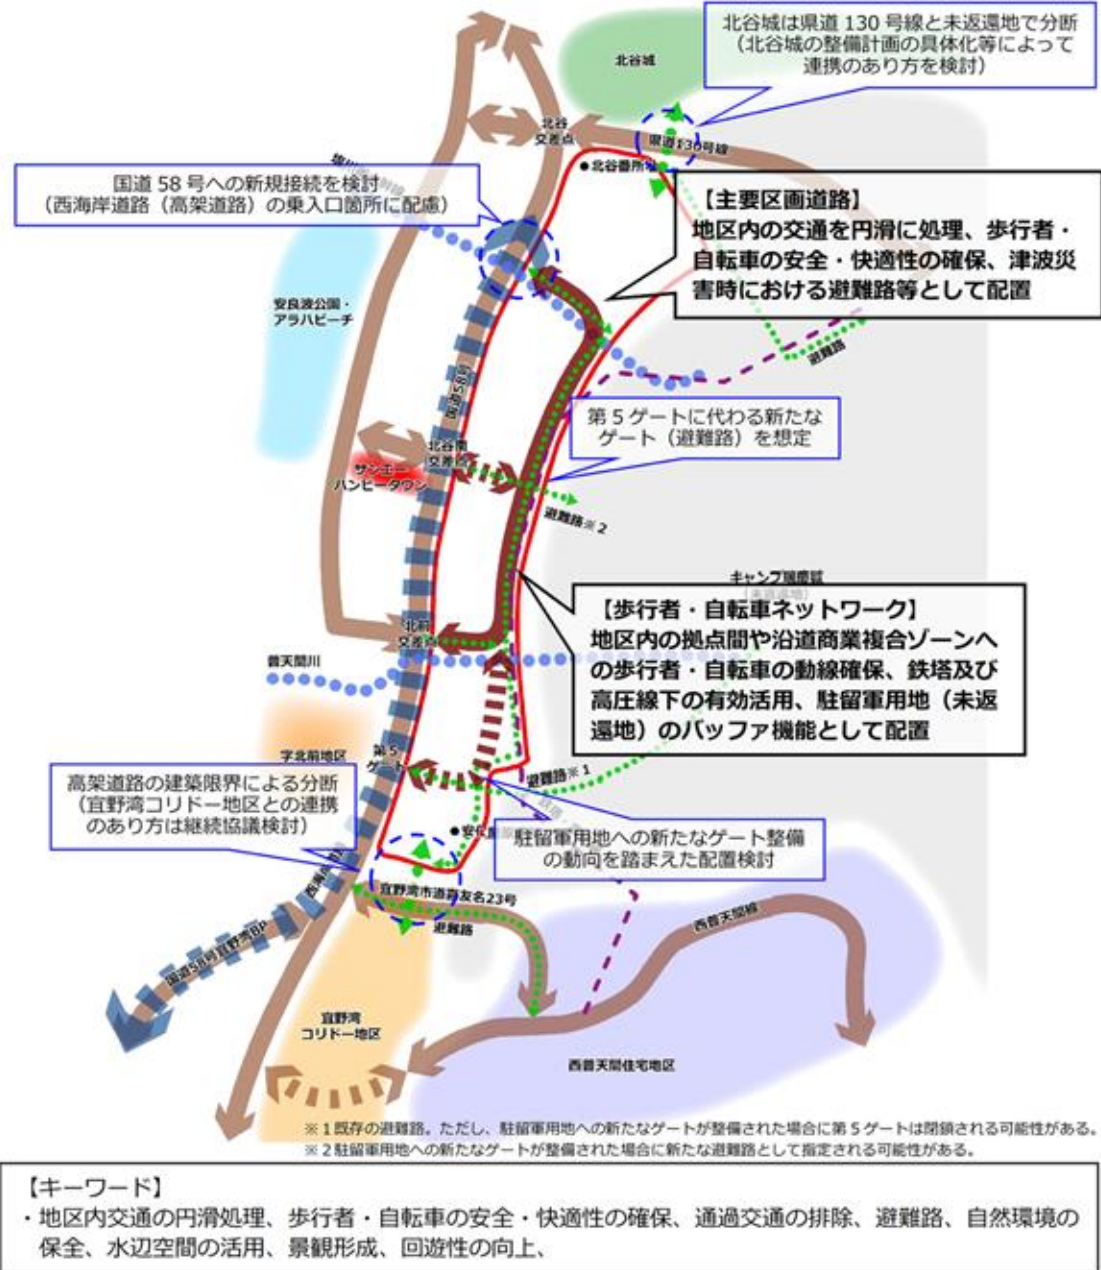 北谷城は県道 130 号線と未返還地で分断
（北谷城の整備計画の具体化等によって
連携のあり方を検討）
北谷城
北谷
交差点
県道130号線
●北谷番所址
国道 58 号への新規接続を検討
（西海岸道路（高架道路）の乗入口箇所に配慮）
【主要区画道路】
地区内の交通を円滑に処理、歩行者・
自転車の安全・快適性の確保、津波災
害時における避難路等として配置
安良波公園・
アラハビーチ
避難路
国道58号
第 5 ゲートに代わる新たな
ゲート（避難路）を想定
北谷南
交差点
サンエー
ハンビータウン
避難路※2
キャンプ瑞慶覧
（未返還地）
【歩行者・自転車ネットワーク】
地区内の拠点間や沿道商業複合ゾーンへ
の歩行者・自転車の動線確保、鉄塔及び
高圧線下の有効活用、駐留軍用地（未返
還地）のバッファ機能として配置
北前
交差点
普天間川
字北前地区
第5
ゲート
避難路※1
高架道路の建築限界による分断
（宜野湾コリドー地区との連携
のあり方は継続協議検討）
駐留軍用地への新たなゲート整備
の動向を踏まえた配置検討
宜野湾市道喜友名23号
避難路
西普天間線
国道58号宜野湾BP
宜野湾
コリドー地区
西普天間住宅地区
※ 1 既存の避難路。ただし、駐留軍用地への新たなゲートが整備された場合に第 5 ゲートは閉鎖される可能性がある。
※ 2 駐留軍用地への新たなゲートが整備された場合に新たな避難路として指定される可能性がある。
【キーワード】
・地区内交通の円滑処理、歩行者・自転車の安全・快適性の確保、通過交通の排除、避難路、自然環境の
保全、水辺空間の活用、景観形成、回遊性の向上、